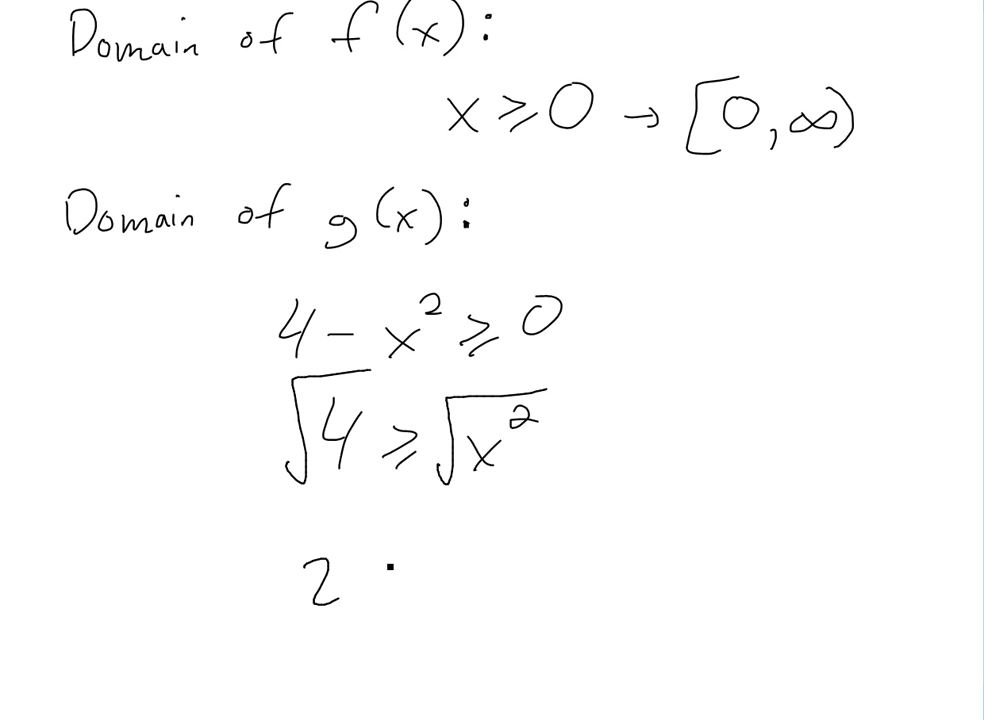 Domain of f(x):
x ≥ 0 → [0, ∞)
Domain of g(x):
4 - x² ≥ 0
√4 ≥ √x²
2